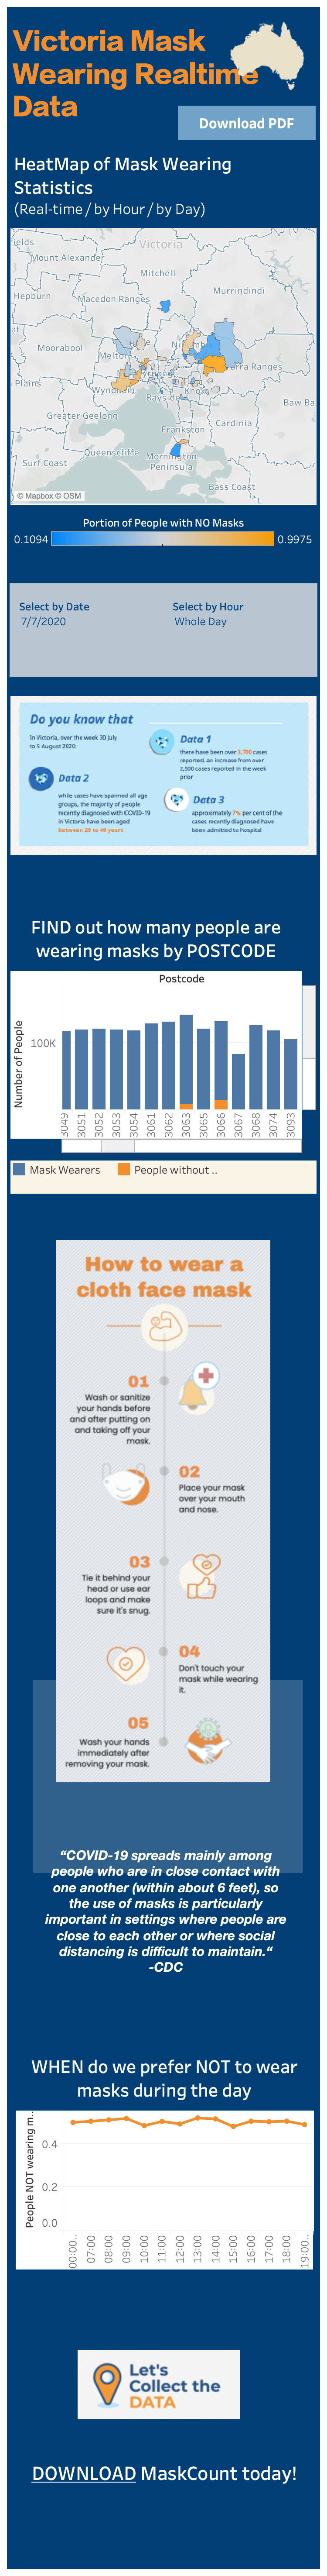 Victoria Mask
Wearing Realtime
Data
Download PDF
HeatMap of Mask Wearing
Statistics
(Real-time / by Hour / by Day)
Victoria
Mount Alexander
Mitchell
Murrindindi
Hepburn
Macedon Ranges
Moorabool
Melton
Plains
Wyndham
Bayside
Knox
Yarra Ranges
Baw Ba
Greater Geelong
Cardinia
Frankston
Queenscliffe
Surf Coast
Mornington
Peninsula
Bass Coast
© Mapbox © OSM
Portion of People with NO Masks
0.1094
0.9975
Select by Date
Select by Hour
7/7/2020
Whole Day
Do you know that
In Victoria, over the week 30 July
to 5 August 2020:
Data 1
there have been over 3,700 cases
reported, an increase from over
2,500 cases reported in the week
prior
Data 2
while cases have spanned all age
groups, the majority of people
recently diagnosed with COVID-19
in Victoria have been aged
between 20 to 49 years
Data 3
approximately 7% per cent of the
cases recently diagnosed have
been admitted to hospital
FIND out how many people are
wearing masks by POSTCODE
Postcode
Number of People
100K
3049
3051
3052
3053
3054
3061
3062
3063
3065
3066
3067
3068
3074
3093
Mask Wearers
People without ..
How to wear a
cloth face mask
01
Wash or sanitize
your hands before
and after putting on
and taking off your
mask.
02
Place your mask
over your mouth
and nose.
03
Tie it behind your
head or use ear
loops and make
sure it's snug.
04
Don't touch your
mask while wearing
it.
05
Wash your hands
immediately after
removing your mask.
“COVID-19 spreads mainly among
people who are in close contact with
one another (within about 6 feet), so
the use of masks is particularly
important in settings where people are
close to each other or where social
distancing is difficult to maintain.“
-CDC
WHEN do we prefer NOT to wear
masks during the day
People NOT wearing m..
0.4
0.2
0.0
00:00..
07:00
08:00
09:00
10:00
11:00
12:00
13:00
14:00
15:00
16:00
17:00
18:00
19:00..
Let's
Collect the
DATA
DOWNLOAD MaskCount today!